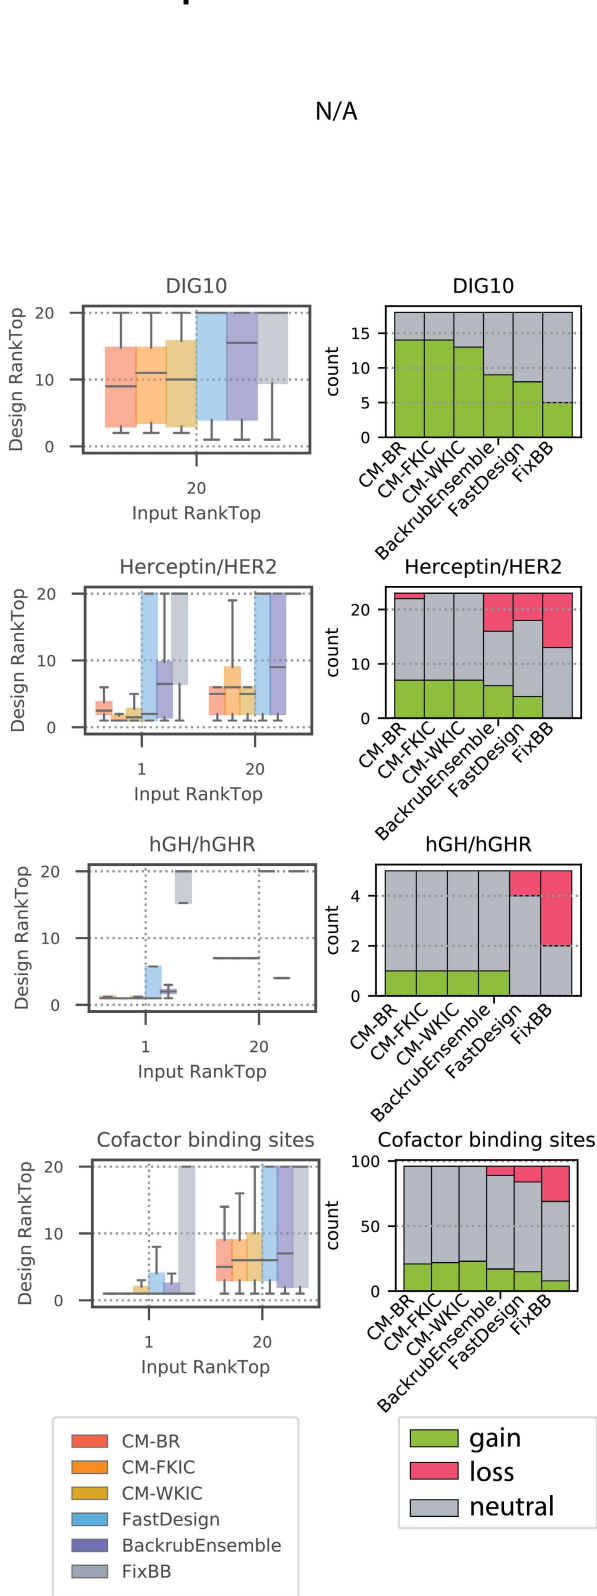 N/A
DIG10
Design RankTop
20
10
0
20
Input RankTop
DIG10
count
15
10
5
0
CM-BR
CM-FKIC
CM-WKIC
BackrubEnsemble
FastDesign
FixBB
Herceptin/HER2
Design RankTop
20
10
0
1 20
Input RankTop
Herceptin/HER2
count
20
10
0
CM-BR
CM-FKIC
CM-WKIC
BackrubEnsemble
FastDesign
FixBB
hGH/hGHR
Design RankTop
20
10
0
1 20
Input RankTop
hGH/hGHR
count
4
2
0
CM-BR
CM-FKIC
CM-WKIC
BackrubEnsemble
FastDesign
FixBB
Cofactor binding sites
Design RankTop
20
10
0
1 20
Input RankTop
Cofactor binding sites
count
100
50
0
CM-BR
CM-FKIC
CM-WKIC
BackrubEnsemble
FastDesign
FixBB
CM-BR
CM-FKIC
CM-WKIC
FastDesign
BackrubEnsemble
FixBB
gain
loss
neutral